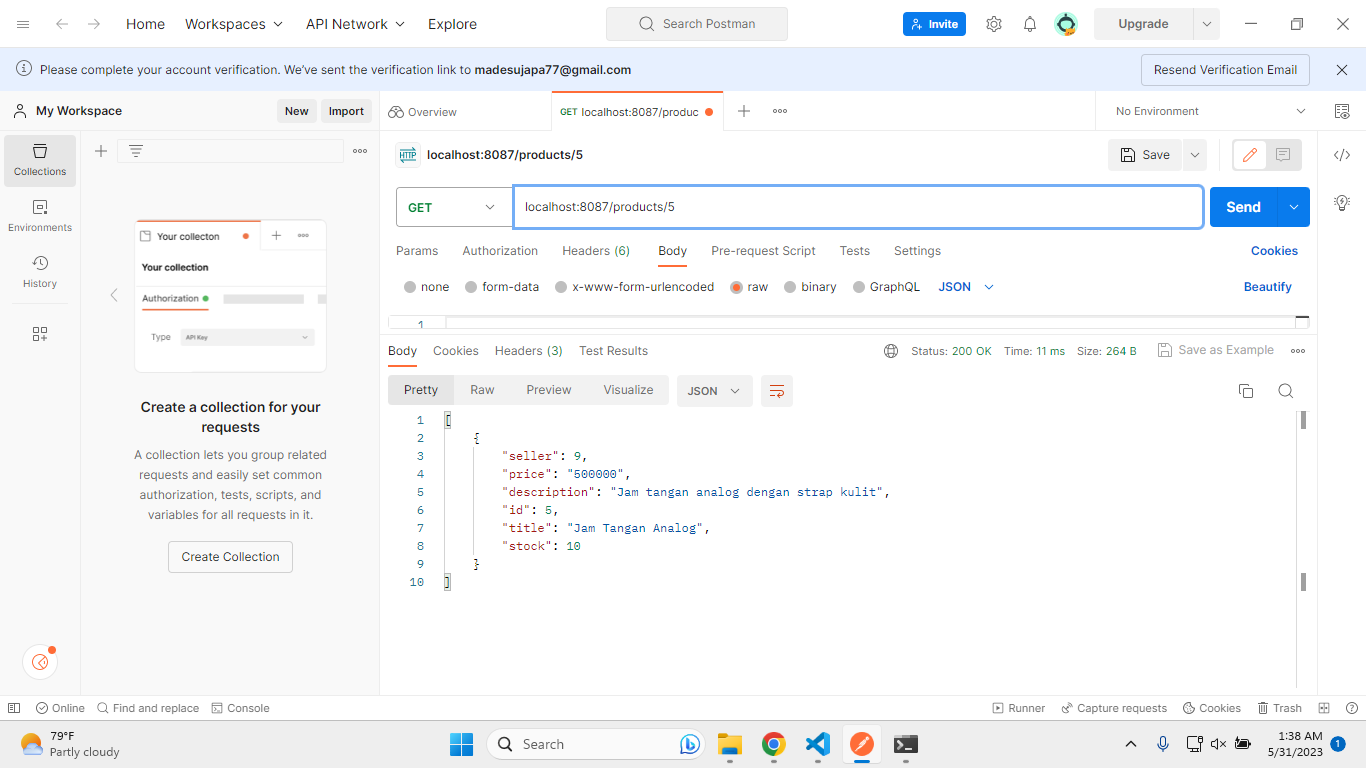 Home Workspaces API Network Explore Search Postman Invite Upgrade
Please complete your account verification. We've sent the verification link to madesujapa77@gmail.com Resend Verification Email
My Workspace New Import Overview GET localhost:8087/produc No Environment
Collections
Environments
History
Your collecton
Your collection
Authorization
Type API Key
Create a collection for your
requests
A collection lets you group related
requests and easily set common
authorization, tests, scripts, and
variables for all requests in it.
Create Collection
HTTP localhost:8087/products/5 Save
GET localhost:8087/products/5 Send
Params Authorization Headers (6) Body Pre-request Script Tests Settings Cookies
none form-data x-www-form-urlencoded raw binary GraphQL JSON Beautify
1
Body Cookies Headers (3) Test Results Status: 200 OK Time: 11 ms Size: 264 B Save as Example
Pretty Raw Preview Visualize JSON
1 [
2 {
3 "seller": 9,
4 "price": "500000",
5 "description": "Jam tangan analog dengan strap kulit",
6 "id": 5,
7 "title": "Jam Tangan Analog",
8 "stock": 10
9 }
10 ]
Online Find and replace Console Runner Capture requests Cookies Trash
79°F
Partly cloudy
Search
1:38 AM
5/31/2023
1